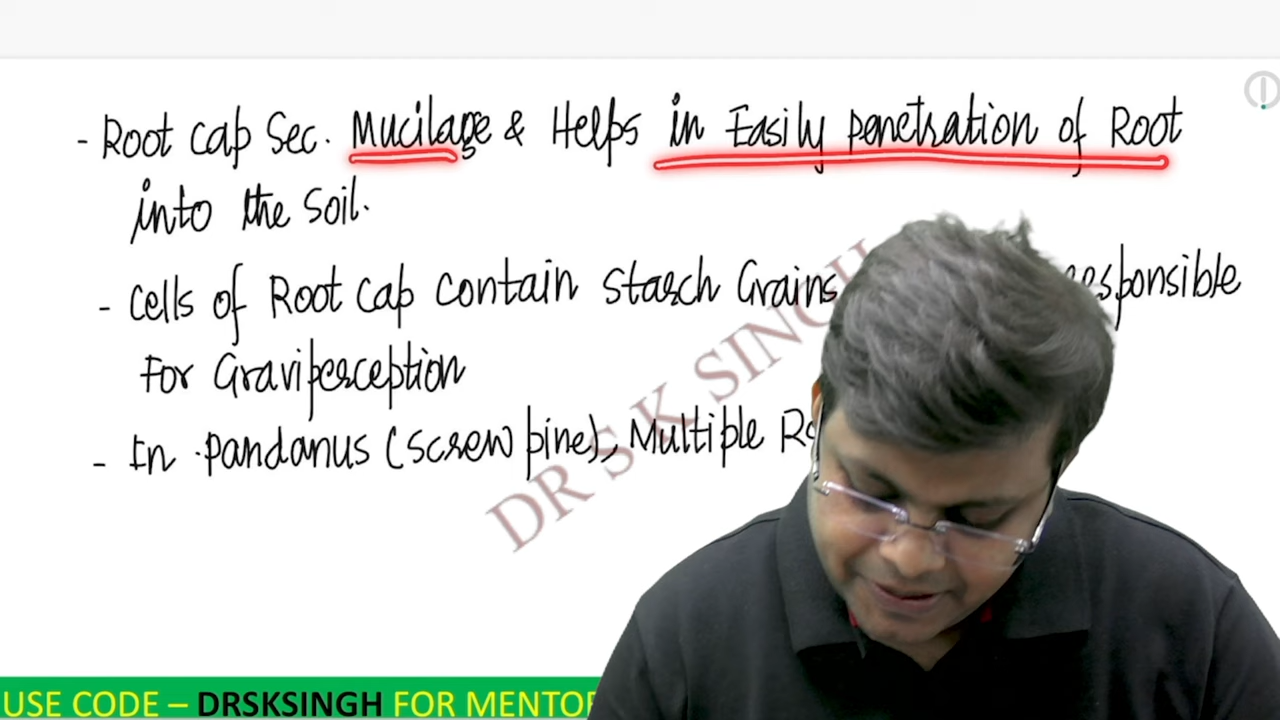 - Root Cap Sec. Mucilage & Helps in Easily penetration of Root
into the Soil.
- Cells of Root Cap Contain Starch Grains responsible
For Graviperception
- In Pandanus (Screw pine), Multiple
DR S K SINGH
USE CODE – DRSKSINGH FOR